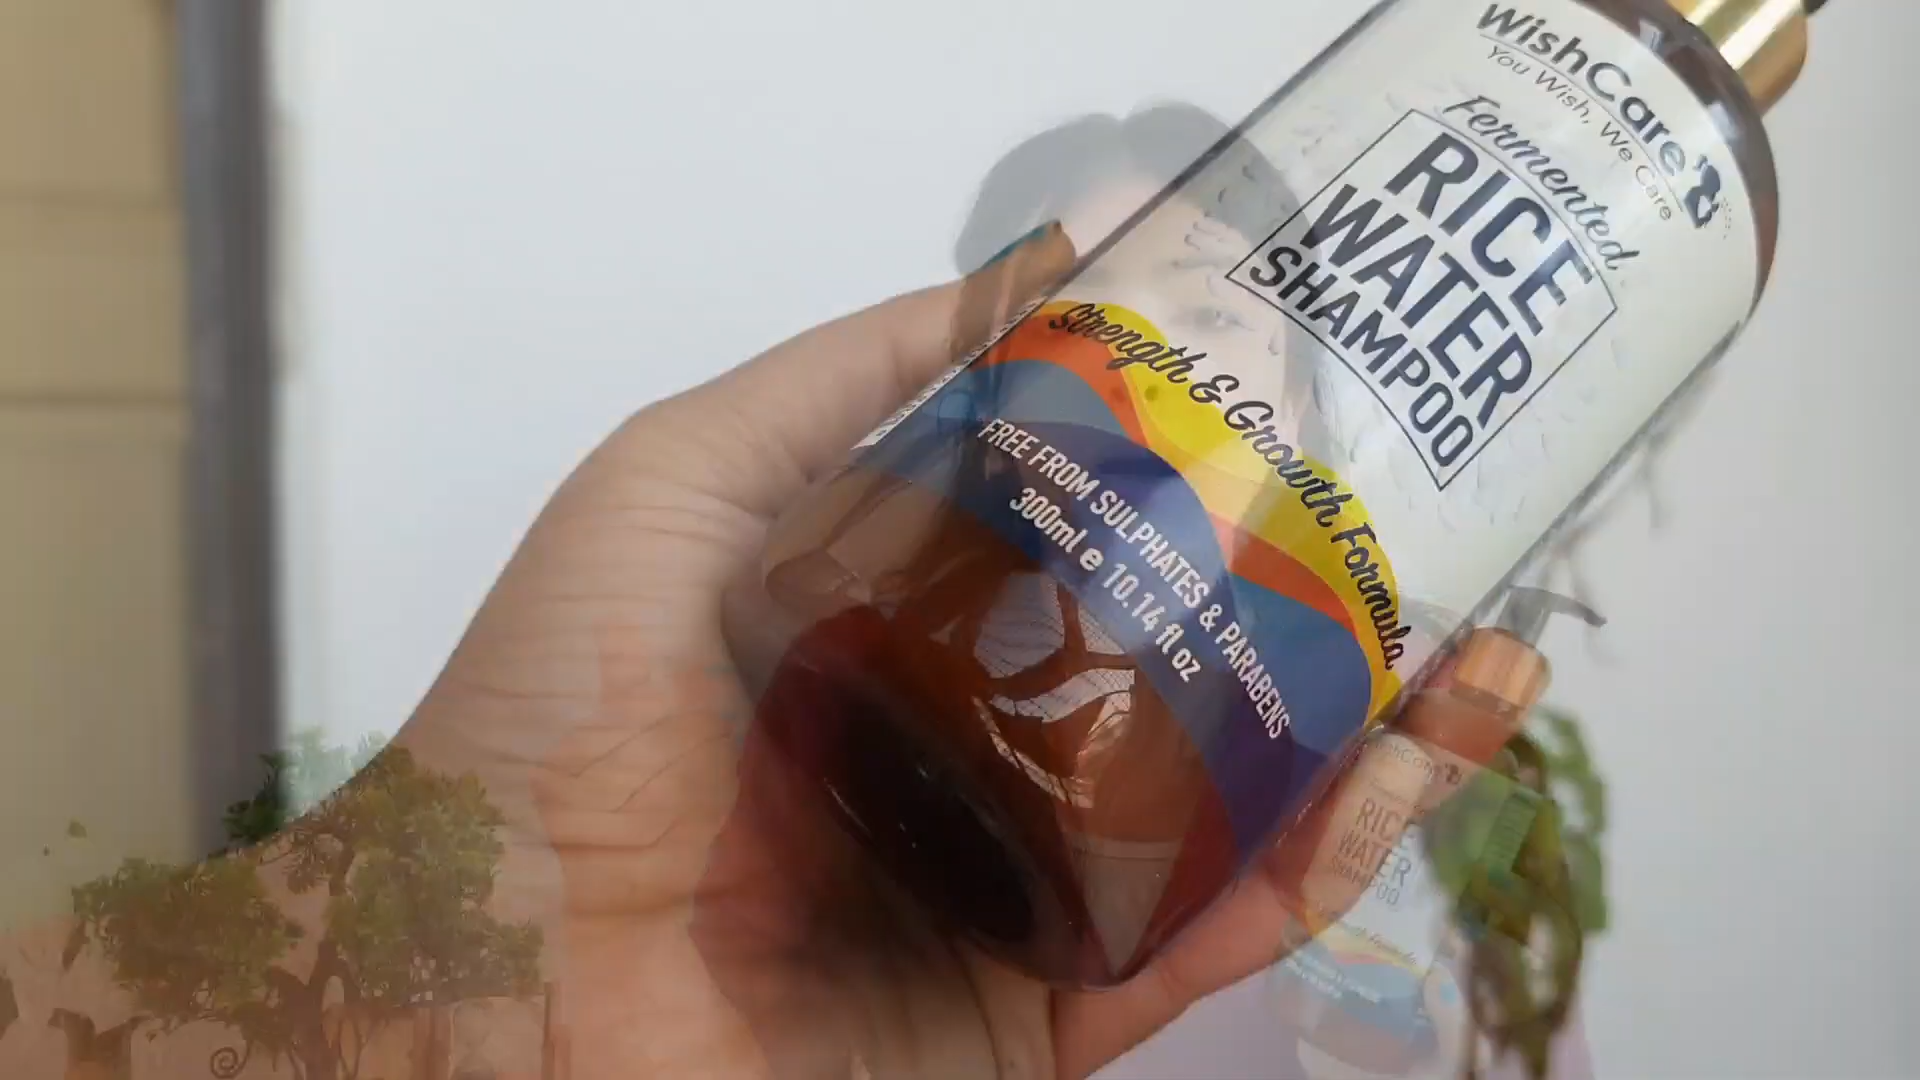 WishCare
You Wish, We Care
Fermented
RICE
WATER
SHAMPOO
Strength & Growth Formula
FREE FROM SULPHATES & PARABENS
300ml e 10.14 fl oz
WishCare
RICE
WATER
SHAMPOO